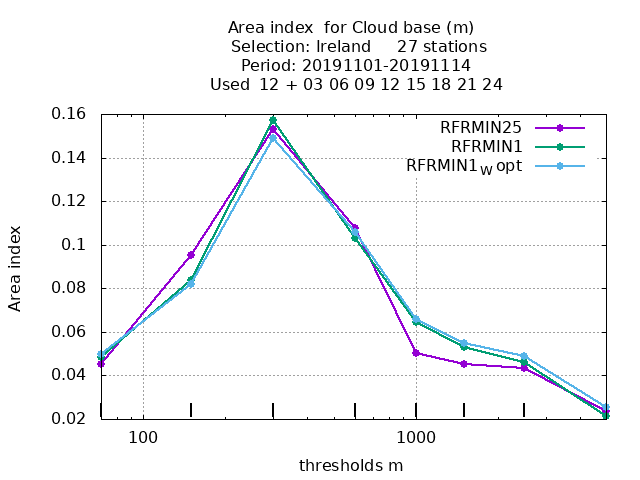 Area index  for Cloud base (m)
Selection: Ireland     27 stations
Period: 20191101-20191114
Used  12 + 03 06 09 12 15 18 21 24
RFRMIN25
RFRMIN1
RFRMIN1W opt
0.16
0.14
0.12
0.1
0.08
0.06
0.04
0.02
Area index
100 1000
thresholds m